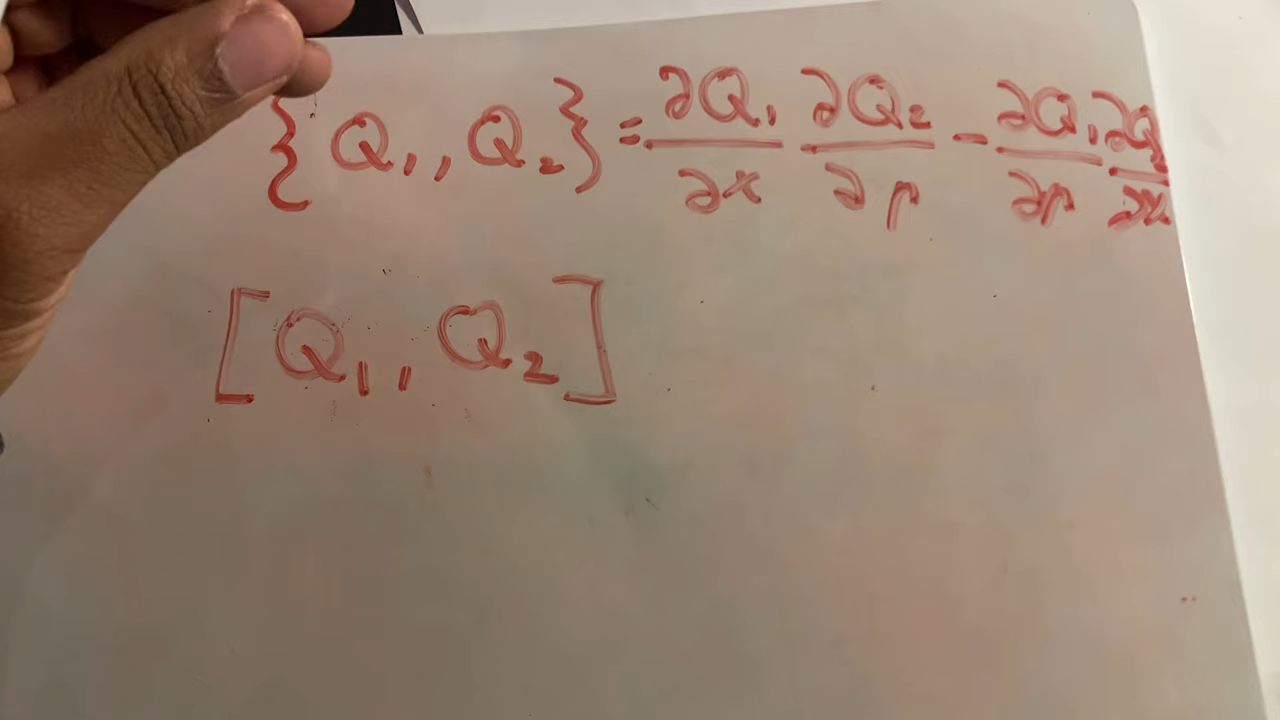 {Q₁, Q₂} = ∂Q₁/∂x ∂Q₂/∂p - ∂Q₁/∂p ∂Q₂/∂x
[Q₁, Q₂]